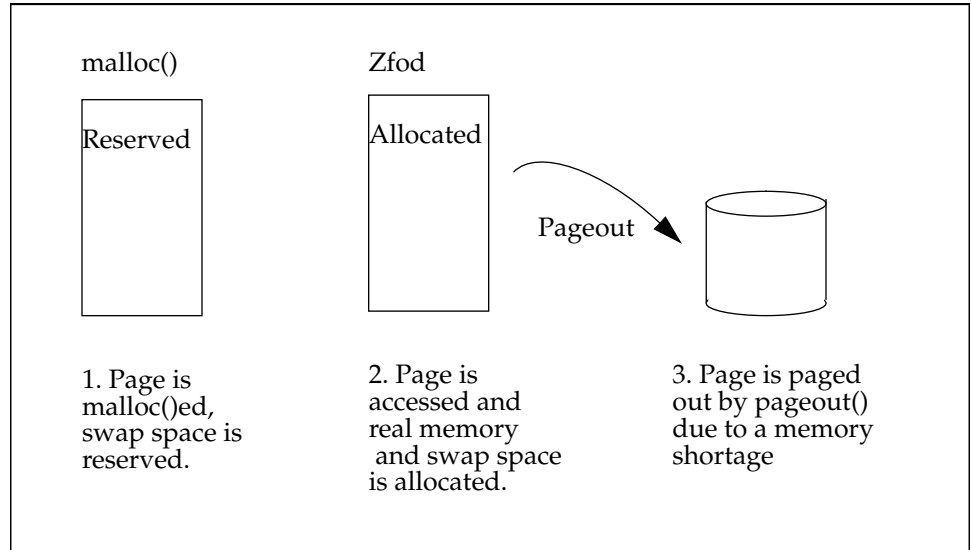 malloc()
Zfod
Reserved
Allocated
Pageout
1. Page is
malloc()ed,
swap space is
reserved.
2. Page is
accessed and
real memory
and swap space
is allocated.
3. Page is paged
out by pageout()
due to a memory
shortage